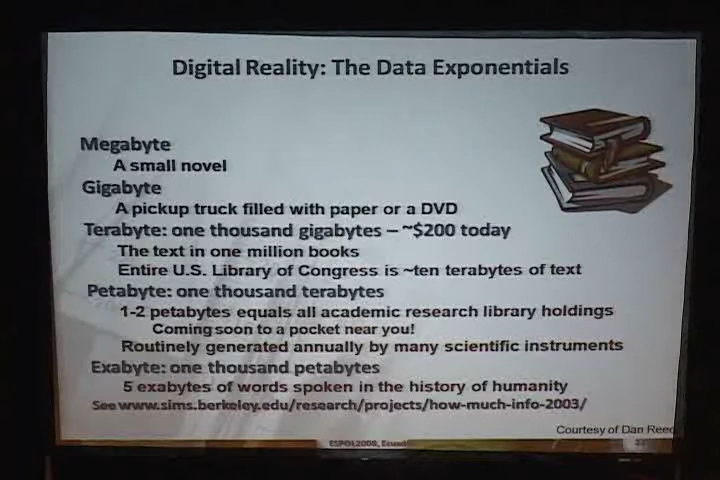 Digital Reality: The Data Exponentials
Megabyte
A small novel
Gigabyte
A pickup truck filled with paper or a DVD
Terabyte: one thousand gigabytes – ~$200 today
The text in one million books
Entire U.S. Library of Congress is ~ten terabytes of text
Petabyte: one thousand terabytes
1-2 petabytes equals all academic research library holdings
Coming soon to a pocket near you!
Routinely generated annually by many scientific instruments
Exabyte: one thousand petabytes
5 exabytes of words spoken in the history of humanity
See www.sims.berkeley.edu/research/projects/how-much-info-2003/
Courtesy of Dan Reed